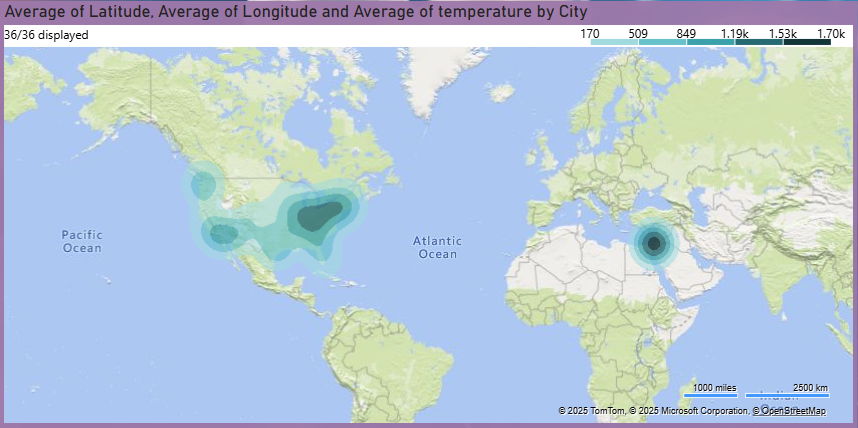 Average of Latitude, Average of Longitude and Average of temperature by City
36/36 displayed
170 509 849 1.19k 1.53k 1.70k
Pacific
Ocean
Atlantic
Ocean
1000 miles 2500 km
Indian
© 2025 TomTom, © 2025 Microsoft Corporation, © OpenStreetMap